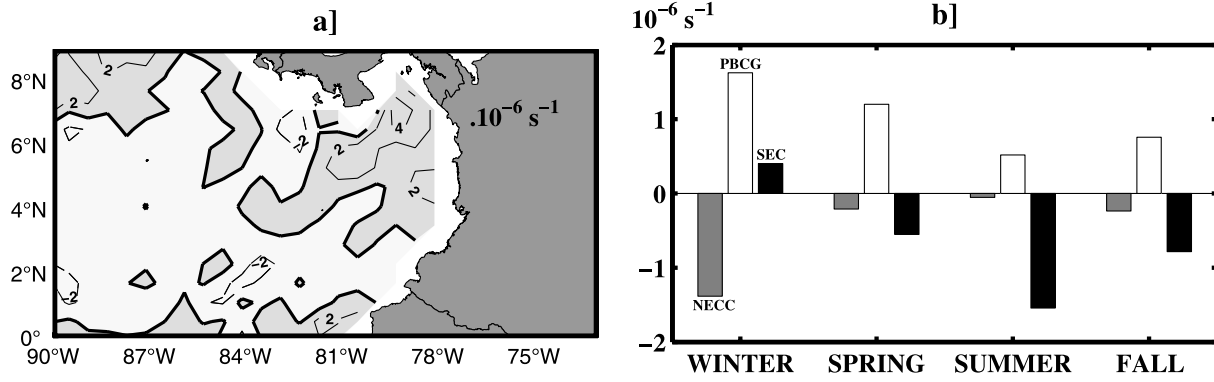 a]
8°N
6°N
4°N
2°N
0°
90°W 87°W 84°W 81°W 78°W 75°W
2
2
-2
2
4
2
-2
-2
2
.10⁻⁶ s⁻¹
b]
10⁻⁶ s⁻¹
2
1
0
−1
−2
PBCG
SEC
NECC
WINTER SPRING SUMMER FALL